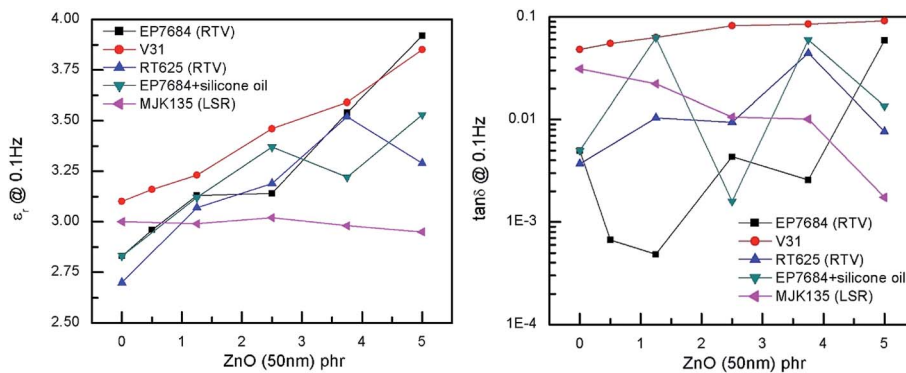 4.00
3.75
3.50
3.25
3.00
2.75
2.50
εr @ 0.1Hz
EP7684 (RTV)
V31
RT625 (RTV)
EP7684+silicone oil
MJK135 (LSR)
0 1 2 3 4 5
ZnO (50nm) phr
0.1
0.01
1E-3
1E-4
tanδ @ 0.1Hz
EP7684 (RTV)
V31
RT625 (RTV)
EP7684+silicone oil
MJK135 (LSR)
0 1 2 3 4 5
ZnO (50nm) phr